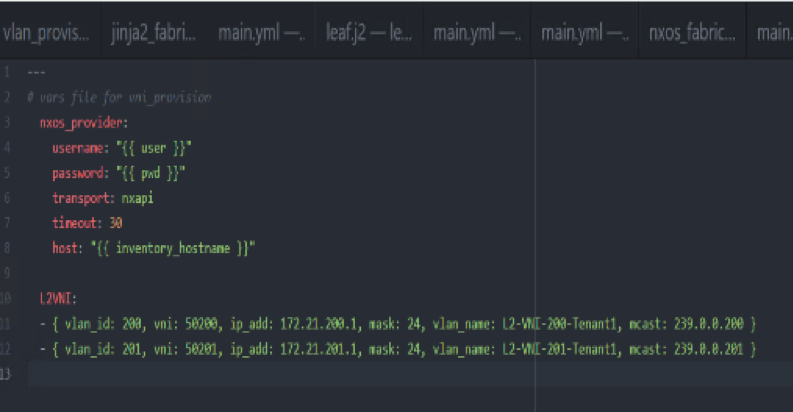 vlan_provis... jinja2_fabri... main.yml —.. leaf.j2 — le... main.yml —.. main.yml —.. nxos_fabric... main.
1 ---
2 # vars file for vni_provision
3 nxos_provider:
4 username: "{{ user }}"
5 password: "{{ pwd }}"
6 transport: nxapi
7 timeout: 30
8 host: "{{ inventory_hostname }}"
9
10 L2VNI:
11 - { vlan_id: 200, vni: 50200, ip_add: 172.21.200.1, mask: 24, vlan_name: L2-VNI-200-Tenant1, mcast: 239.0.0.200 }
12 - { vlan_id: 201, vni: 50201, ip_add: 172.21.201.1, mask: 24, vlan_name: L2-VNI-201-Tenant1, mcast: 239.0.0.201 }
13